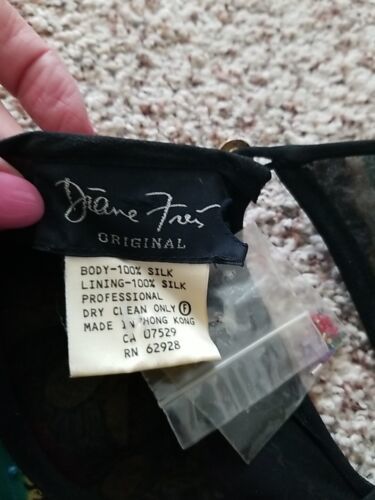 Diane Freis
ORIGINAL
BODY-100% SILK
LINING-100% SILK
PROFESSIONAL
DRY CLEAN ONLY Ⓕ
MADE IN HONG KONG
CA 07529
RN 62928